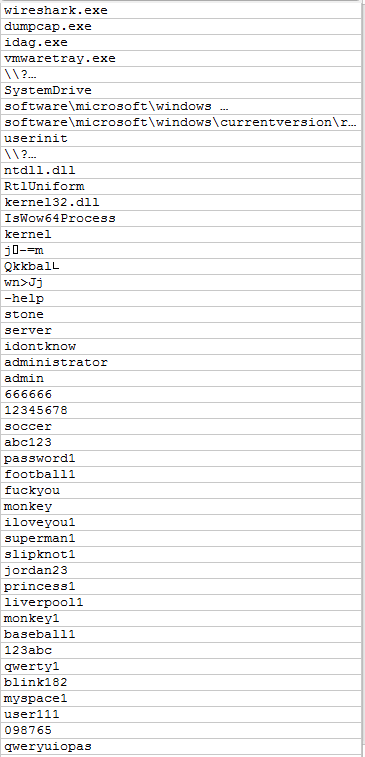 wireshark.exe
dumpcap.exe
idag.exe
vmwaretray.exe
\\?…
SystemDrive
software\microsoft\windows …
software\microsoft\windows\currentversion\r…
userinit
\\?…
ntdll.dll
RtlUniform
kernel32.dll
IsWow64Process
kernel
j▯-=m
Qkkbal└
wn>Jj
-help
stone
server
idontknow
administrator
admin
666666
12345678
soccer
abc123
password1
football1
fuckyou
monkey
iloveyou1
superman1
slipknot1
jordan23
princess1
liverpool1
monkey1
baseball1
123abc
qwerty1
blink182
myspace1
user111
098765
qweryuiopas